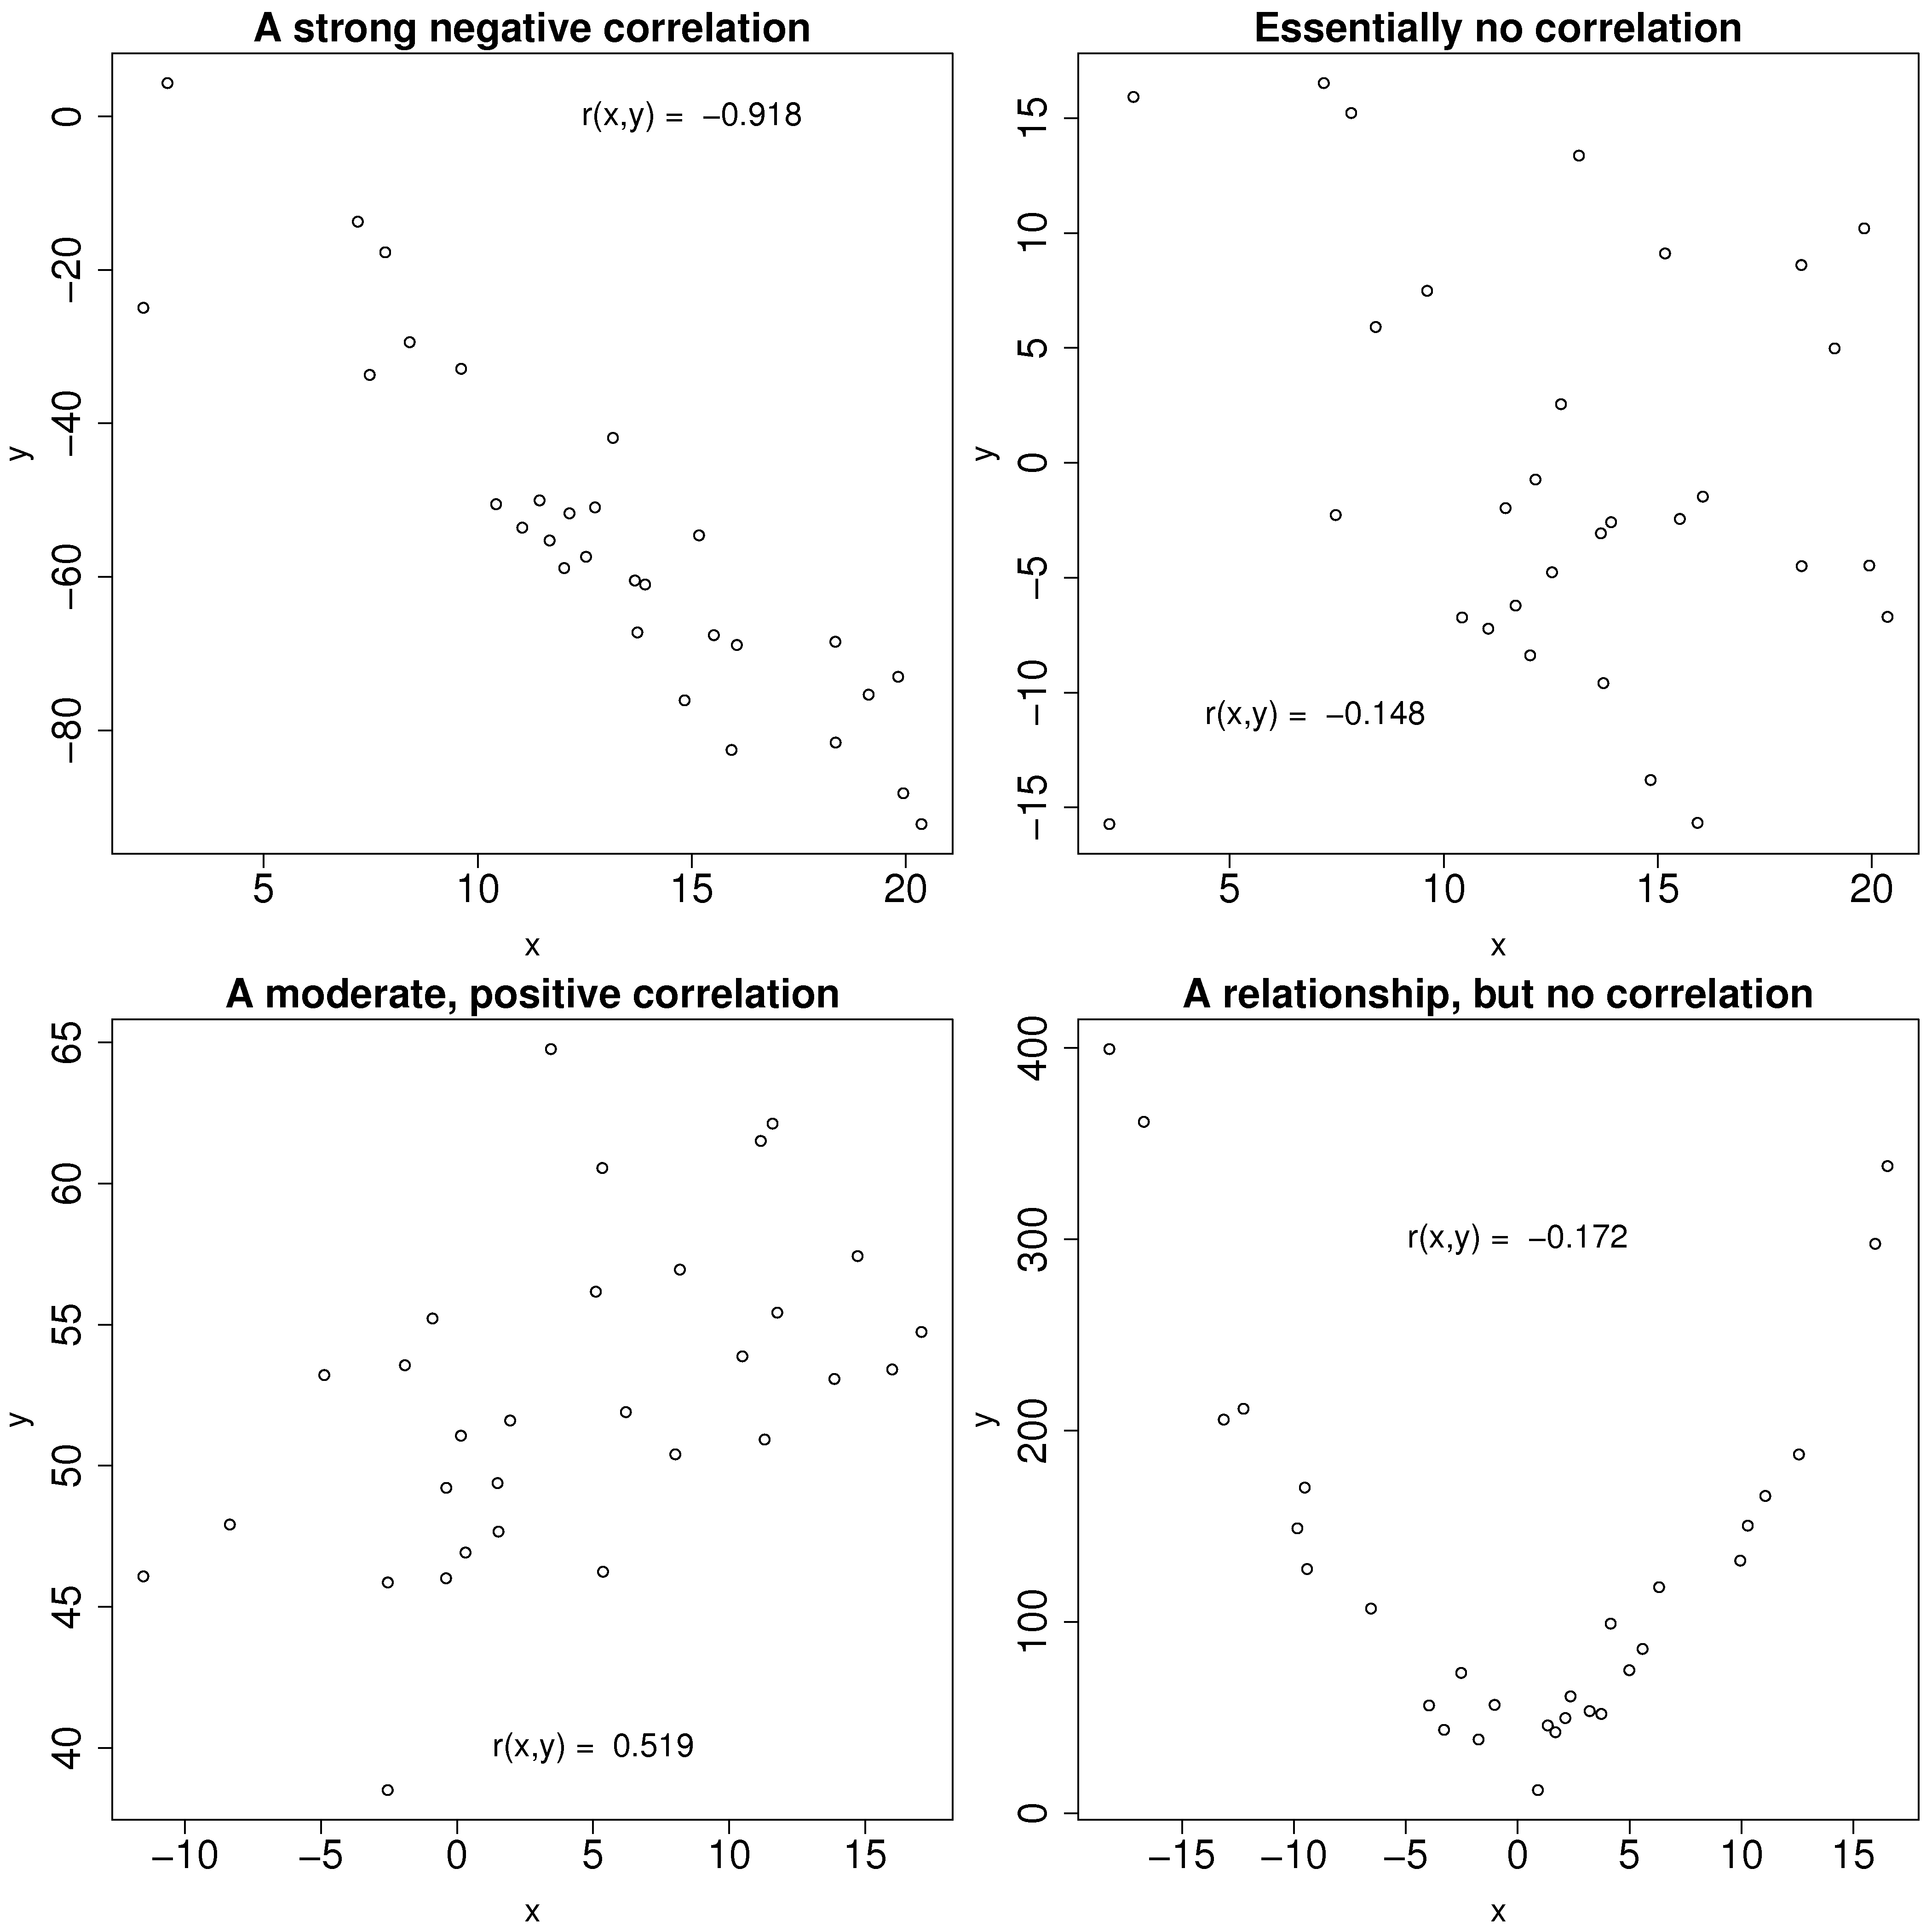 A strong negative correlation
r(x,y) = −0.918
0
−20
−40
−60
−80
y
5 10 15 20
x
Essentially no correlation
15
10
5
0
−5
−10
−15
y
r(x,y) = −0.148
5 10 15 20
x
A moderate, positive correlation
65
60
55
50
45
40
y
r(x,y) = 0.519
−10 −5 0 5 10 15
x
A relationship, but no correlation
400
300
200
100
0
y
r(x,y) = −0.172
−15 −10 −5 0 5 10 15
x